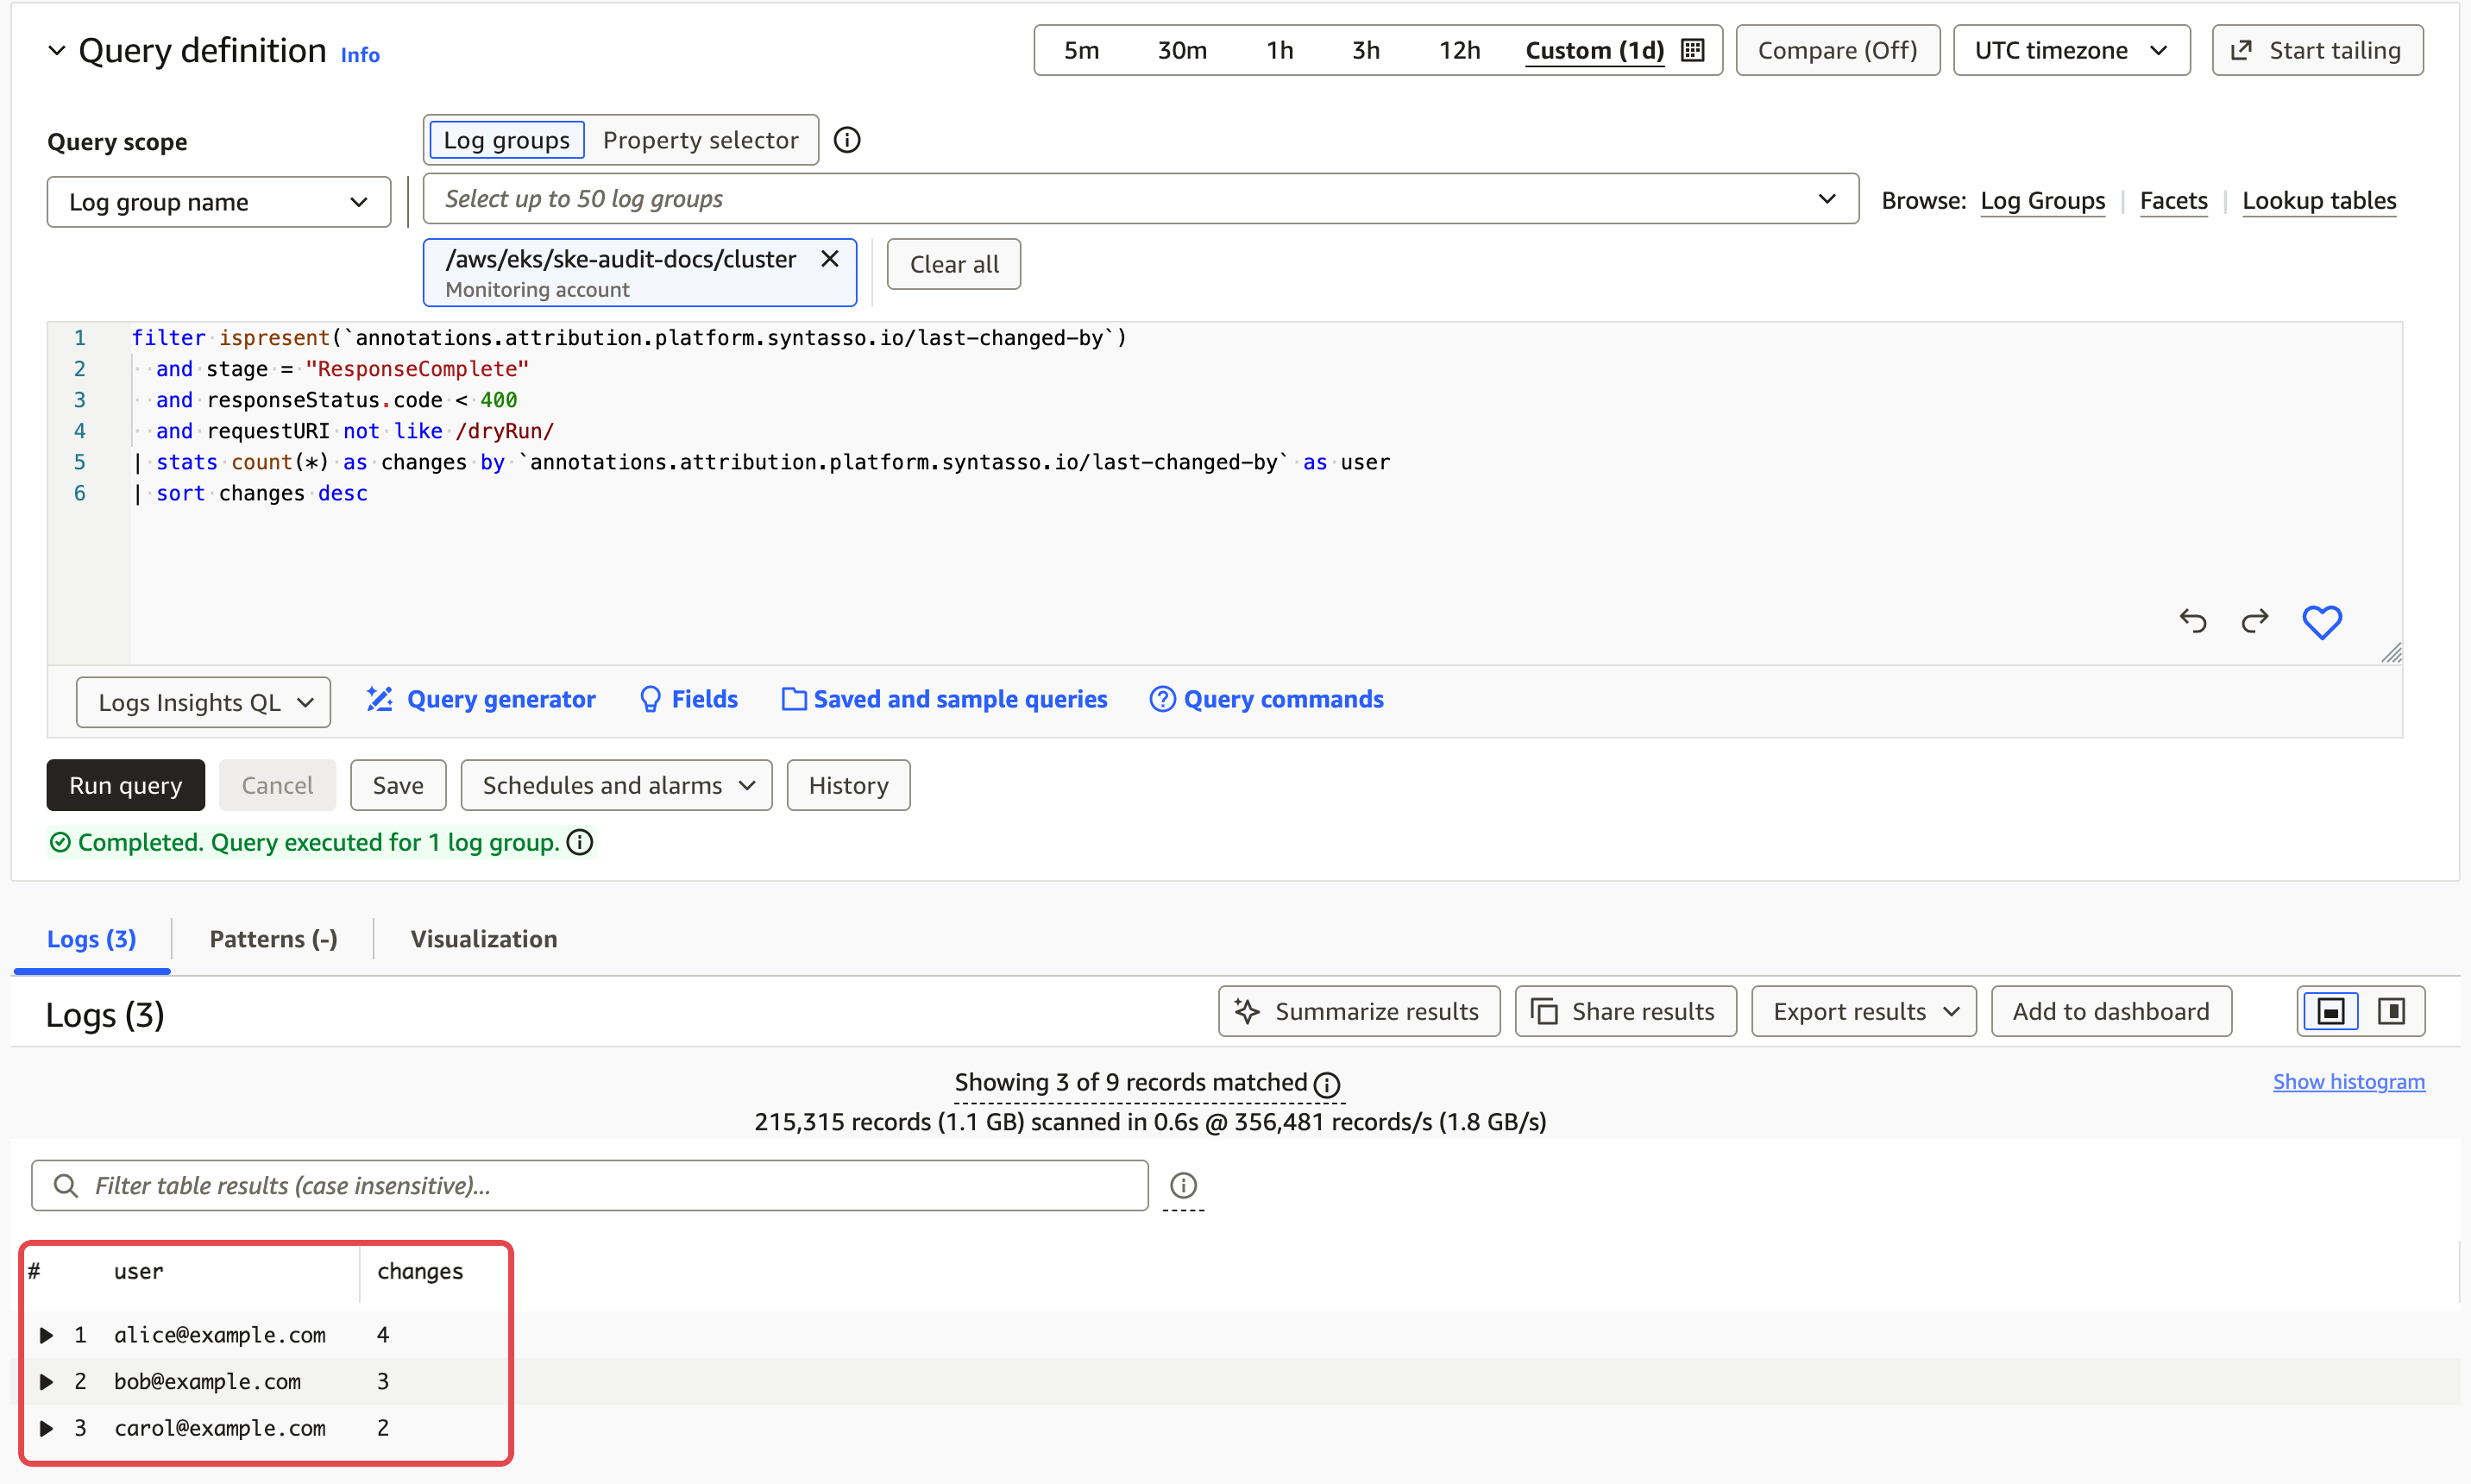 Query definition Info
5m 30m 1h 3h 12h Custom (1d)
Compare (Off)
UTC timezone
Start tailing
Query scope
Log groups Property selector
Log group name
Select up to 50 log groups
Browse: Log Groups | Facets | Lookup tables
/aws/eks/ske-audit-docs/cluster
Monitoring account
Clear all
1 filter ispresent(`annotations.attribution.platform.syntasso.io/last-changed-by`)
2 and stage = "ResponseComplete"
3 and responseStatus.code < 400
4 and requestURI not like /dryRun/
5 | stats count(*) as changes by `annotations.attribution.platform.syntasso.io/last-changed-by` as user
6 | sort changes desc
Logs Insights QL
Query generator
Fields
Saved and sample queries
Query commands
Run query
Cancel
Save
Schedules and alarms
History
Completed. Query executed for 1 log group.
Logs (3)
Patterns (-)
Visualization
Logs (3)
Summarize results
Share results
Export results
Add to dashboard
Showing 3 of 9 records matched
Show histogram
215,315 records (1.1 GB) scanned in 0.6s @ 356,481 records/s (1.8 GB/s)
Filter table results (case insensitive)...
# user changes
1 alice@example.com 4
2 bob@example.com 3
3 carol@example.com 2